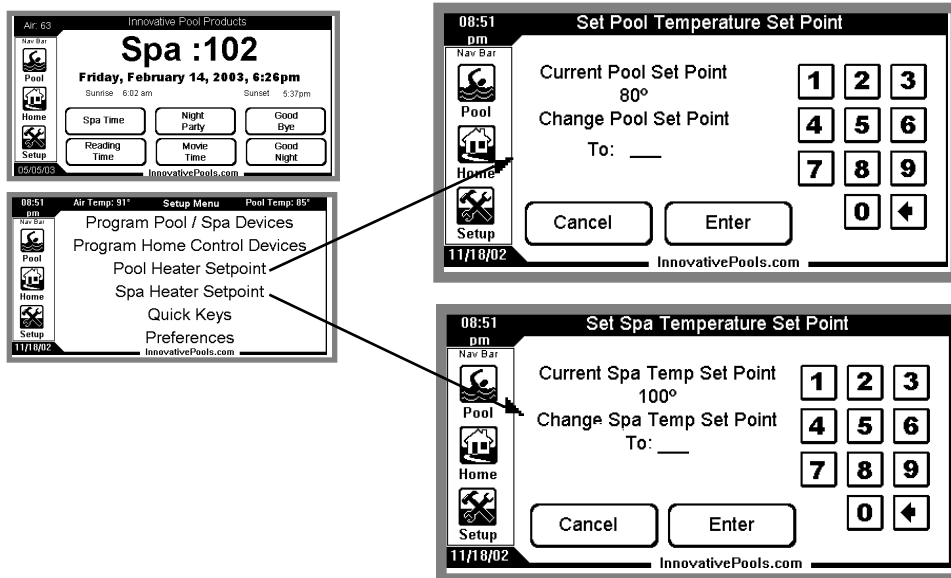 Air: 63
Innovative Pool Products
Nav Bar
Spa :102
Pool
Friday, February 14, 2003, 6:26pm
Sunrise 6:02 am
Sunset 5:37pm
Home
Spa Time
Night
Party
Good
Bye
Setup
Reading
Time
Movie
Time
Good
Night
05/05/03
InnovativePools.com
08:51
pm
Air Temp: 91°
Setup Menu
Pool Temp: 85°
Nav Bar
Program Pool / Spa Devices
Program Home Control Devices
Pool
Pool Heater Setpoint
Spa Heater Setpoint
Home
Quick Keys
Setup
Preferences
11/18/02
InnovativePools.com
08:51
pm
Set Pool Temperature Set Point
Nav Bar
Current Pool Set Point
80º
Pool
Change Pool Set Point
To: ___
Home
Setup
1 2 3
4 5 6
7 8 9
0
Cancel
Enter
11/18/02
InnovativePools.com
08:51
pm
Set Spa Temperature Set Point
Nav Bar
Current Spa Temp Set Point
100º
Pool
Change Spa Temp Set Point
To: ___
Home
Setup
1 2 3
4 5 6
7 8 9
0
Cancel
Enter
11/18/02
InnovativePools.com